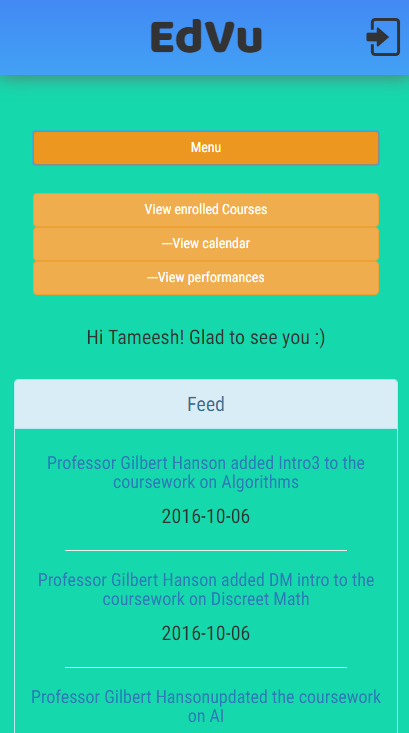 EdVu
Menu
View enrolled Courses
---View calendar
---View performances
Hi Tameesh! Glad to see you :)
Feed
Professor Gilbert Hanson added Intro3 to the
coursework on Algorithms
2016-10-06
Professor Gilbert Hanson added DM intro to the
coursework on Discreet Math
2016-10-06
Professor Gilbert Hansonupdated the coursework
on AI